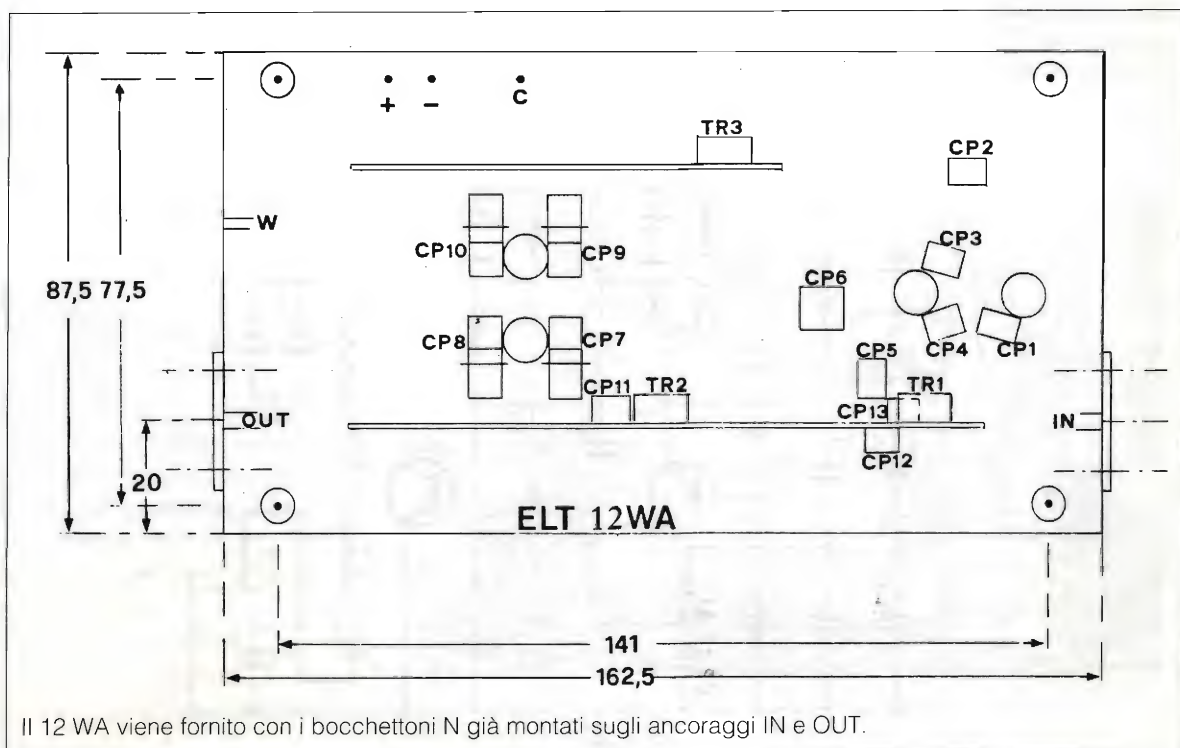 + - C
TR3
CP2
W
CP3
CP10 CP9
CP6
87,5 77,5
CP8 CP7
CP4 CP1
CP5
CP11 TR2
TR1
CP13
OUT
IN
CP12
20
ELT 12WA
141
162,5
Il 12 WA viene fornito con i bocchettoni N già montati sugli ancoraggi IN e OUT.